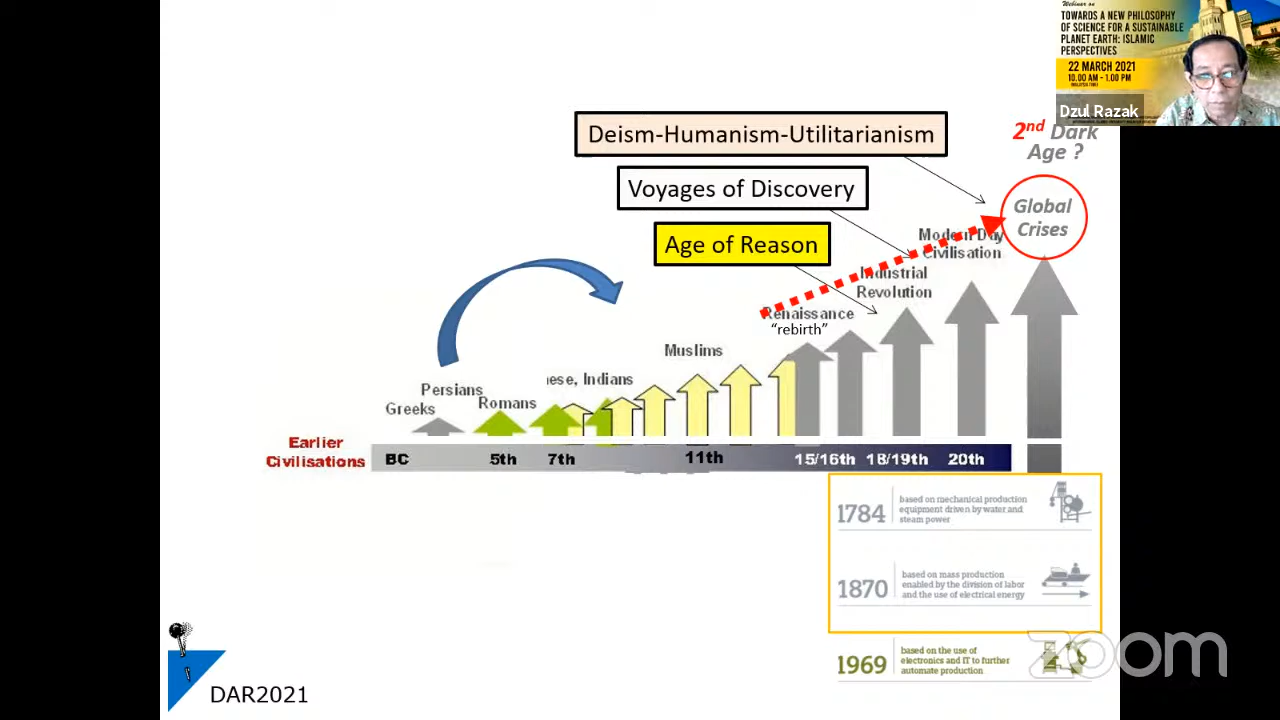 Webinar on
TOWARDS A NEW PHILOSOPHY
OF SCIENCE FOR A SUSTAINABLE
PLANET EARTH: ISLAMIC
PERSPECTIVES
22 MARCH 2021
10.00 AM - 1.00 PM
Dzul Razak
2nd Dark
Age ?
Deism-Humanism-Utilitarianism
Voyages of Discovery
Age of Reason
Global
Crises
Modern Day
Civilisation
Industrial
Revolution
Renaissance
“rebirth”
Muslims
ese, Indians
Persians
Romans
Greeks
Earlier
Civilisations
BC 5th 7th 11th 15/16th 18/19th 20th
1784
based on mechanical production
equipment driven by water and
steam power
1870
based on mass production
enabled by the division of labor
and the use of electrical energy
1969
based on the use of
electronics and IT to further
automate production
zoom
DAR2021